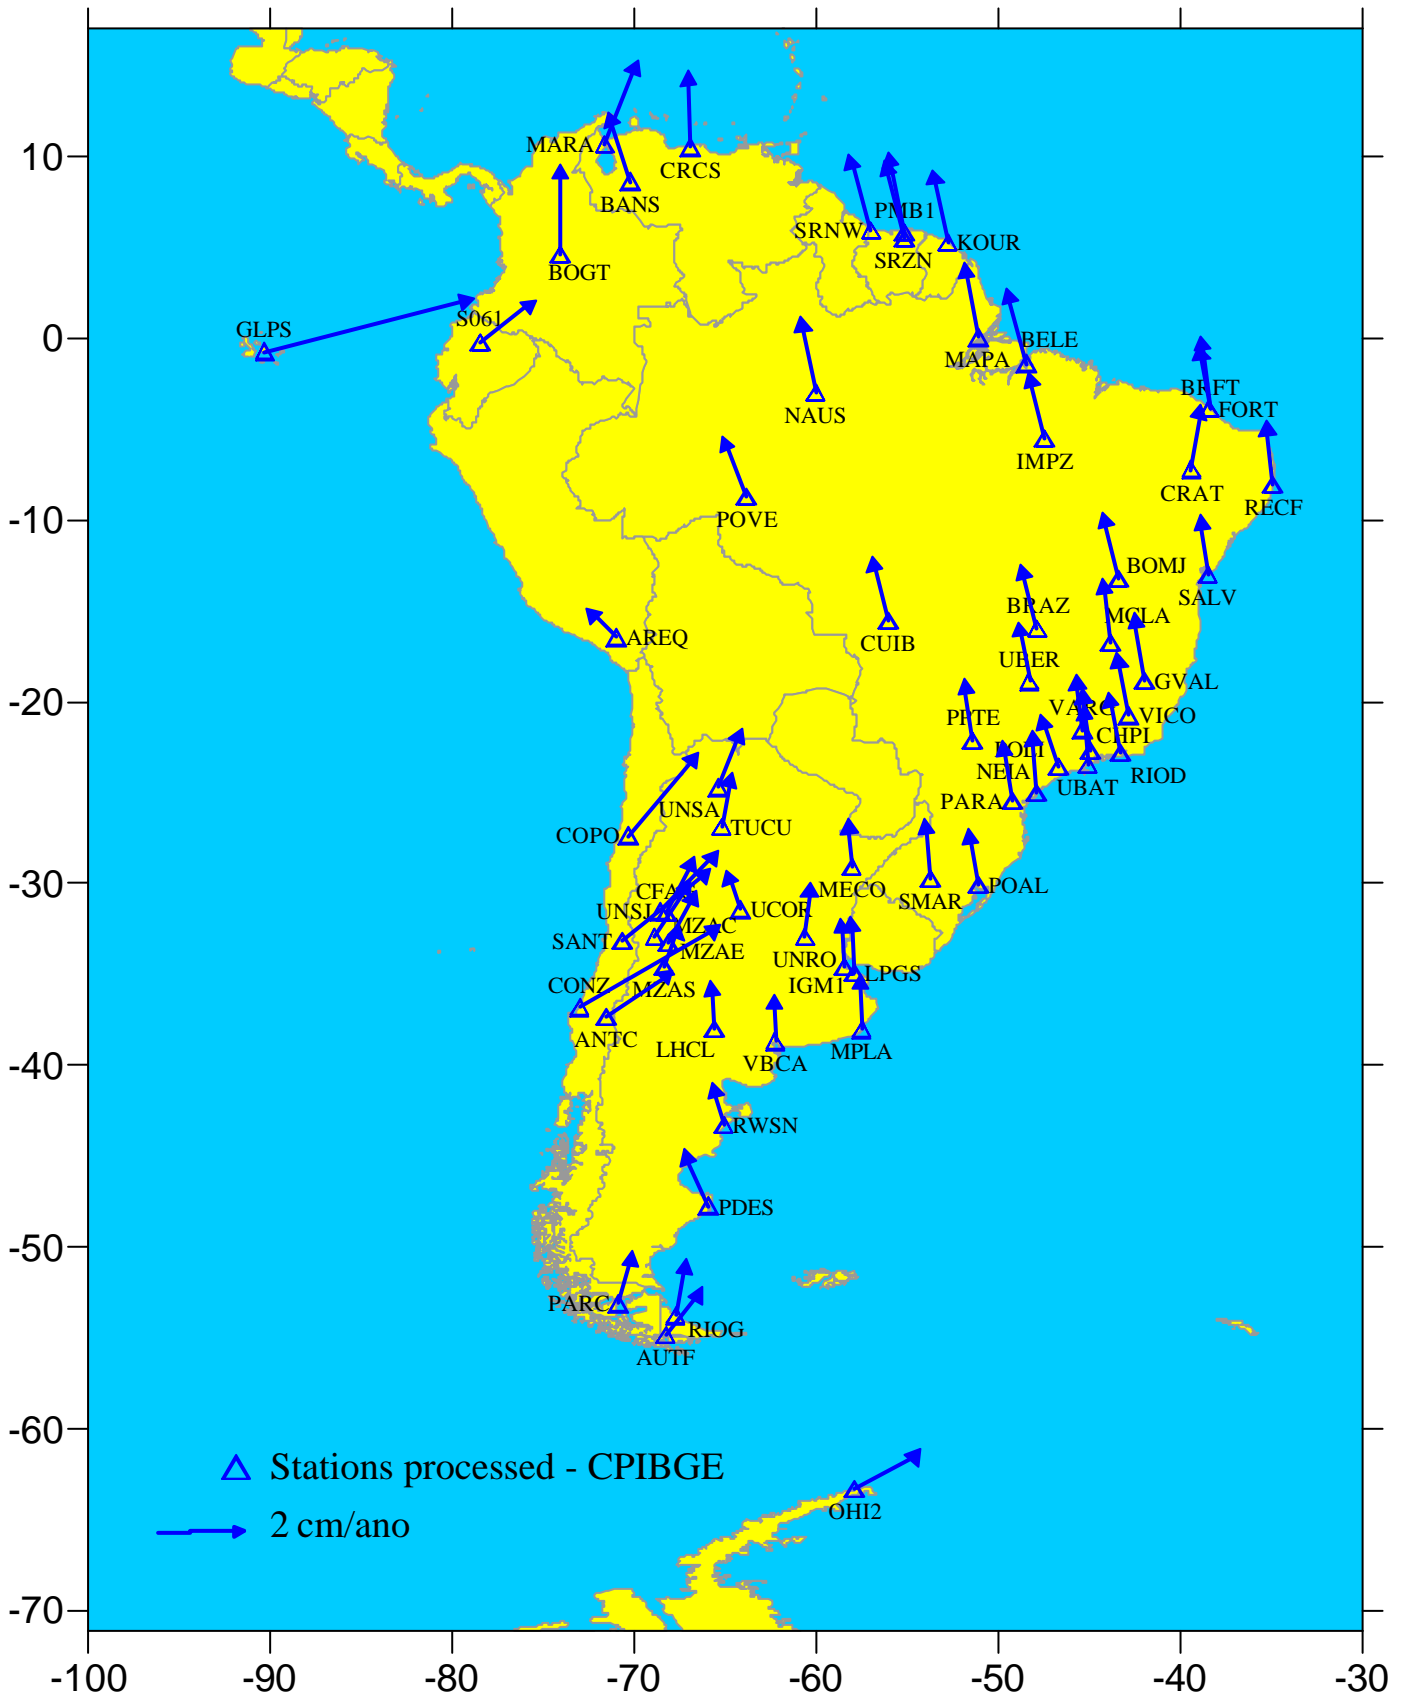 MARA
CRCS
10
BANS
PMB1
SRNW
KOUR
SRZN
BOGT
S061
GLPS
0
BELE
MAPA
BRFT
NAUS
FORT
IMPZ
CRAT
RECF
POVE
-10
BOMJ
SALV
BRAZ
MCLA
AREQ
CUIB
UBER
GVAL
-20
PPTE
VICO
CHPI
POLI
NEIA
RIOD
UBAT
PARA
UNSA
TUCU
COPO
MECO
-30
CFA
SMAR
POAL
UNSJ
UCOR
MZAC
SANT
MZAE
UNRO
LPGS
CONZ
MZAS
IGM1
ANTC
LHCL
VBCA
MPLA
-40
RWSN
PDES
-50
PARC
RIOG
AUTF
-60
Stations processed - CPIBGE
OHI2
2 cm/ano
-70
-100 -90 -80 -70 -60 -50 -40 -30